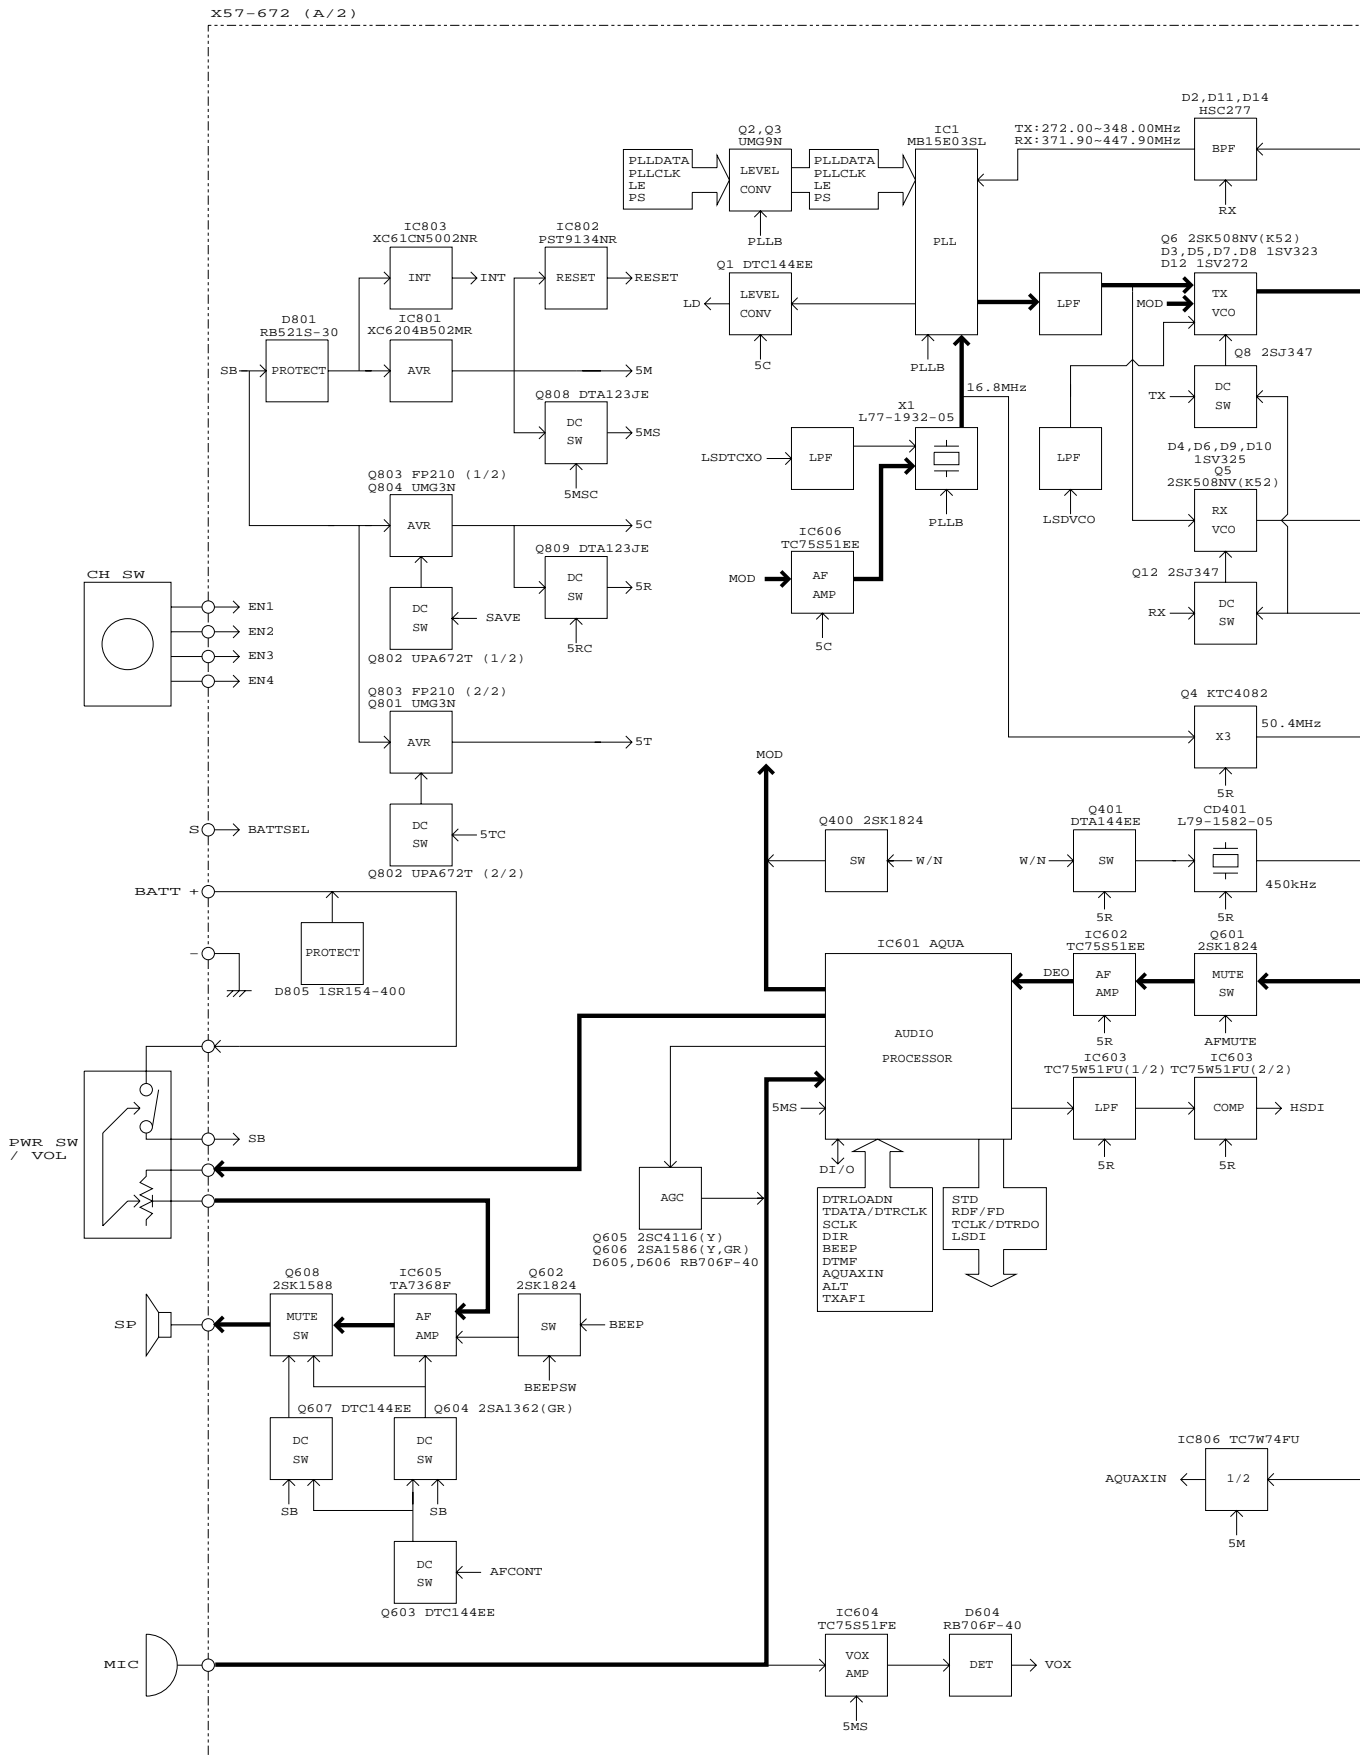 X57-672 (A/2)
D2,D11,D14
HSC277
BPF
RX
TX:272.00~348.00MHz
RX:371.90~447.90MHz
IC1
MB15E03SL
PLL
PLLB
Q2,Q3
UMG9N
LEVEL
CONV
PLLB
PLLDATA
PLLCLK
LE
PS
PLLDATA
PLLCLK
LE
PS
Q1 DTC144EE
LEVEL
CONV
LD
5C
IC803
XC61CN5002NR
INT
INT
IC802
PST9134NR
RESET
RESET
D801
RB521S-30
PROTECT
SB
IC801
XC6204B502MR
AVR
5M
Q808 DTA123JE
DC
SW
5MS
5MSC
Q803 FP210 (1/2)
Q804 UMG3N
AVR
5C
Q809 DTA123JE
DC
SW
5R
5RC
DC
SW
SAVE
Q802 UPA672T (1/2)
Q803 FP210 (2/2)
Q801 UMG3N
AVR
5T
DC
SW
5TC
Q802 UPA672T (2/2)
LPF
Q6 2SK508NV(K52)
D3,D5,D7.D8 1SV323
D12 1SV272
TX
VCO
MOD
Q8 2SJ347
DC
SW
TX
16.8MHz
X1
L77-1932-05
PLLB
LSDTCXO
LPF
LPF
LSDVCO
D4,D6,D9,D10
1SV325
Q5
2SK508NV(K52)
RX
VCO
Q12 2SJ347
DC
SW
RX
IC606
TC75S51EE
AF
AMP
MOD
5C
CH SW
EN1
EN2
EN3
EN4
Q4 KTC4082
X3
50.4MHz
5R
MOD
Q400 2SK1824
SW
W/N
Q401
DTA144EE
W/N
SW
5R
CD401
L79-1582-05
450kHz
5R
S
BATTSEL
BATT +
-
PROTECT
D805 1SR154-400
IC601 AQUA
AUDIO
PROCESSOR
DEO
IC602
TC75S51EE
AF
AMP
5R
Q601
2SK1824
MUTE
SW
AFMUTE
IC603
TC75W51FU(1/2)
LPF
5R
IC603
TC75W51FU(2/2)
COMP
HSDI
5R
5MS
DI/O
PWR SW
/ VOL
SB
AGC
Q605 2SC4116(Y)
Q606 2SA1586(Y,GR)
D605,D606 RB706F-40
DTRLOADN
TDATA/DTRCLK
SCLK
DIR
BEEP
DTMF
AQUAXIN
ALT
TXAFI
STD
RDF/FD
TCLK/DTRDO
LSDI
SP
Q608
2SK1588
MUTE
SW
IC605
TA7368F
AF
AMP
Q602
2SK1824
SW
BEEP
BEEPSW
Q607 DTC144EE
DC
SW
SB
Q604 2SA1362(GR)
DC
SW
SB
DC
SW
AFCONT
Q603 DTC144EE
IC806 TC7W74FU
AQUAXIN
1/2
5M
MIC
IC604
TC75S51FE
VOX
AMP
5MS
D604
RB706F-40
DET
VOX